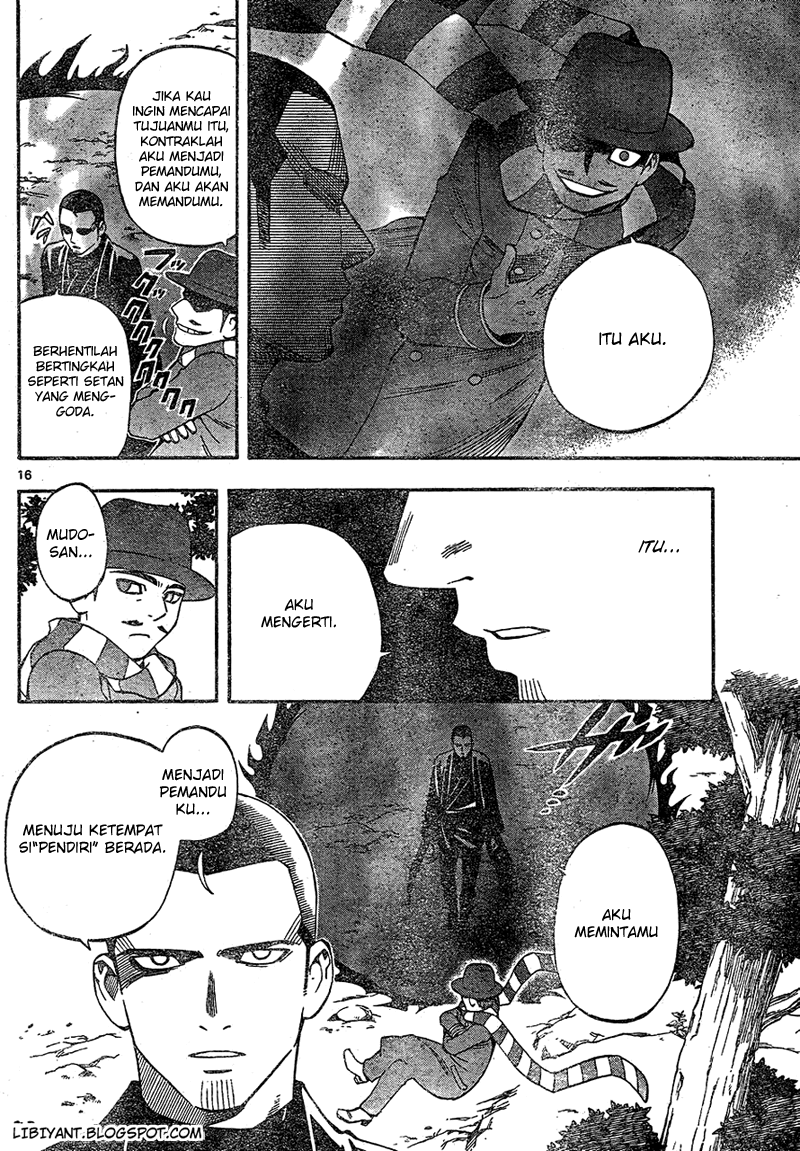 ITU AKU.
JIKA KAU
INGIN MENCAPAI
TUJUANMU ITU,
KONTRAKLAH
AKU MENJADI
PEMANDUMU,
DAN AKU AKAN
MEMANDUMU.
BERHENTILAH
BERTINGKAH
SEPERTI SETAN
YANG MENG-
GODA.
16
ITU...
AKU
MENGERTI.
MUDO-
SAN...
AKU
MEMINTAMU
MENJADI
PEMANDU
KU...
MENUJU KETEMPAT
SI"PENDIRI" BERADA.
LIBIYANT.BLOGSPOT.COM